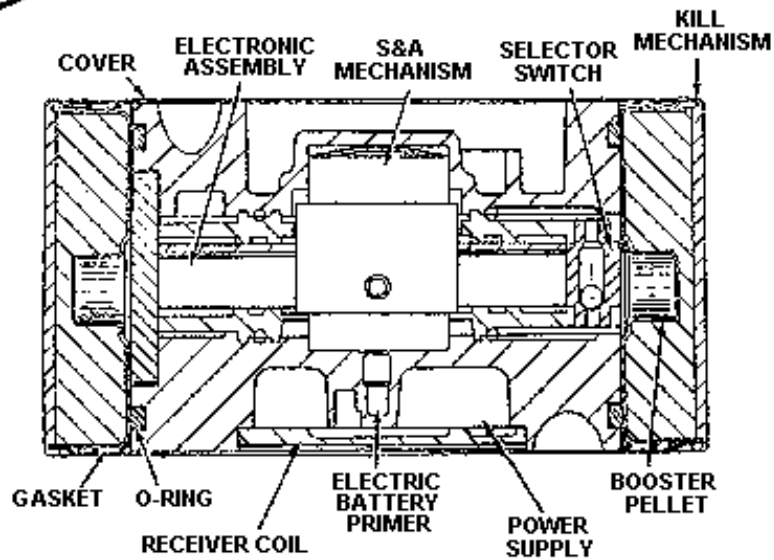 COVER
ELECTRONIC
ASSEMBLY
S&A
MECHANISM
SELECTOR
SWITCH
KILL
MECHANISM
GASKET
O-RING
RECEIVER COIL
ELECTRIC
BATTERY
PRIMER
POWER
SUPPLY
BOOSTER
PELLET